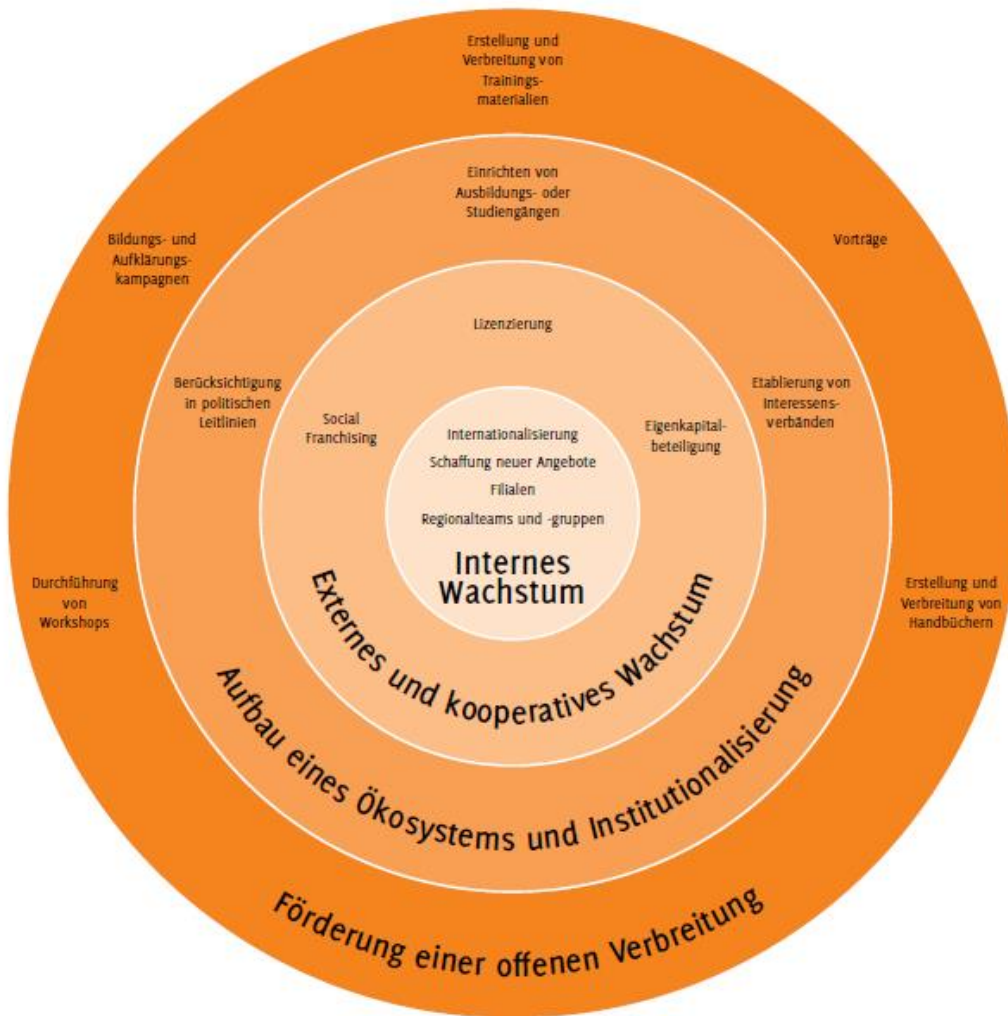 Erstellung und
Verbreitung von
Trainings-
materialien
Einrichten von
Ausbildungs- oder
Studiengängen
Bildungs- und
Aufklärungs-
kampagnen
Vorträge
Lizenzierung
Berücksichtigung
in politischen
Leitlinien
Etablierung von
Interessens-
verbänden
Social
Franchising
Eigenkapital-
beteiligung
Internationalisierung
Schaffung neuer Angebote
Filialen
Regionalteams und -gruppen
Internes
Wachstum
Durchführung
von
Workshops
Erstellung und
Verbreitung von
Handbüchern
Externes und kooperatives Wachstum
Aufbau eines Ökosystems und Institutionalisierung
Förderung einer offenen Verbreitung